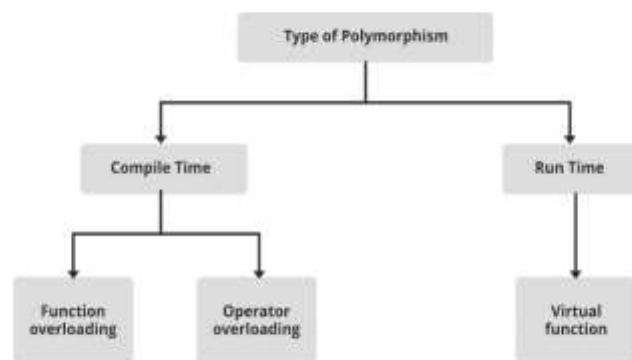 Type of Polymorphism
Compile Time
Run Time
Function
overloading
Operator
overloading
Virtual
function